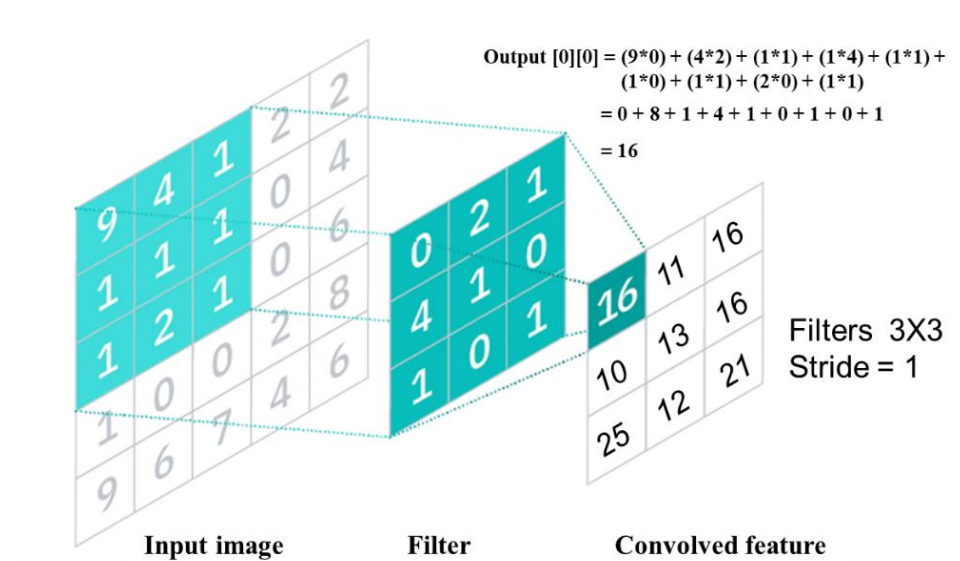 Output [0][0] = (9*0) + (4*2) + (1*1) + (1*4) + (1*1) +
(1*0) + (1*1) + (2*0) + (1*1)
= 0 + 8 + 1 + 4 + 1 + 0 + 1 + 0 + 1
= 16
9 4 1 2 2
1 1 1 0 4
1 2 1 0 6
1 0 0 2 8
9 6 7 4 6
0 2 1
4 1 0
1 0 1
16 11 16
10 13 16
25 12 21
Filters 3X3
Stride = 1
Input image
Filter
Convolved feature